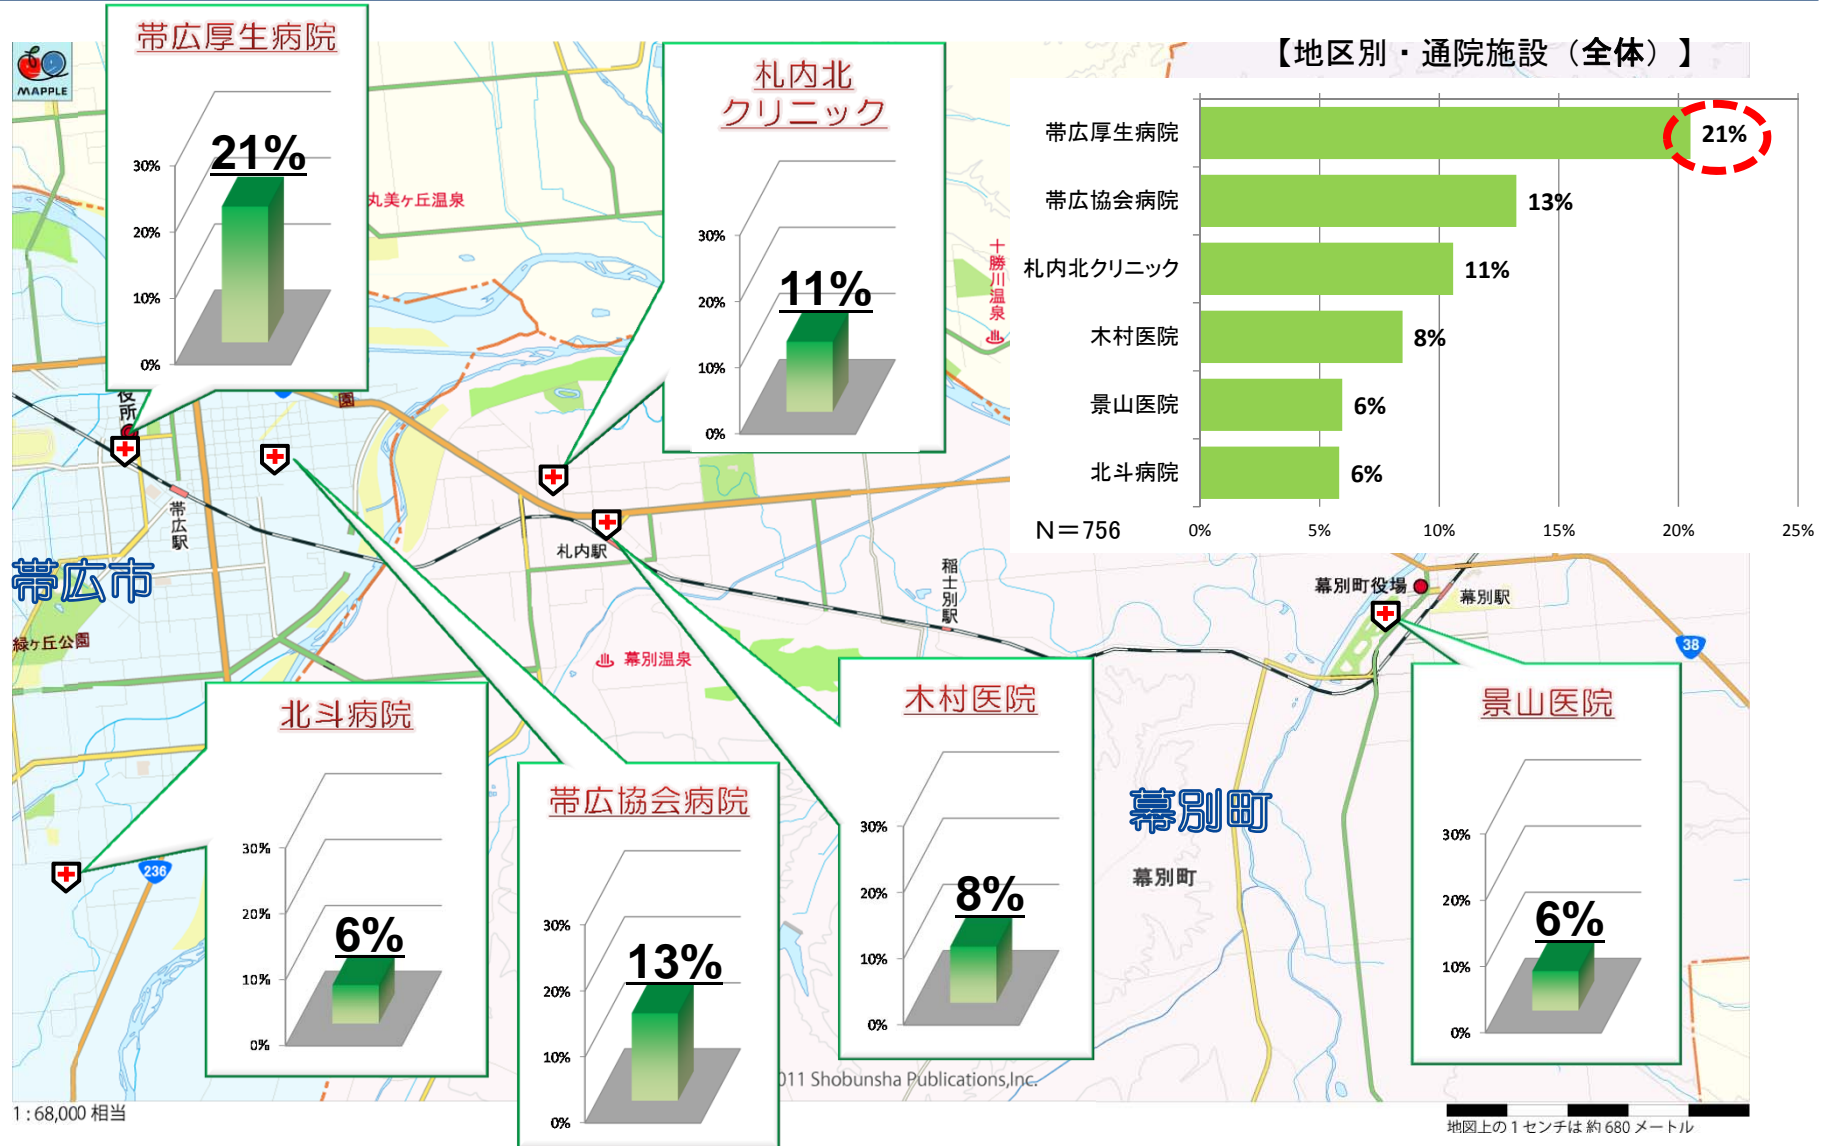 帯広厚生病院
21%
30%
20%
10%
0%
MAPPLE
札内北
クリニック
11%
30%
20%
10%
0%
【地区別・通院施設（全体）】
帯広厚生病院
21%
帯広協会病院
13%
札内北クリニック
11%
木村医院
8%
景山医院
6%
北斗病院
6%
N＝756
0%
5%
10%
15%
20%
25%
丸美ヶ丘温泉
十勝川温泉
役所
園
帯広駅
札内駅
稲士別駅
幕別町役場
幕別駅
帯広市
緑ヶ丘公園
幕別温泉
38
北斗病院
6%
30%
20%
10%
0%
236
帯広協会病院
13%
30%
20%
10%
0%
木村医院
8%
30%
20%
10%
0%
幕別町
幕別町
景山医院
6%
30%
20%
10%
0%
011 Shobunsha Publications,Inc.
1：68,000 相当
地図上の 1 センチは 約 680 メートル